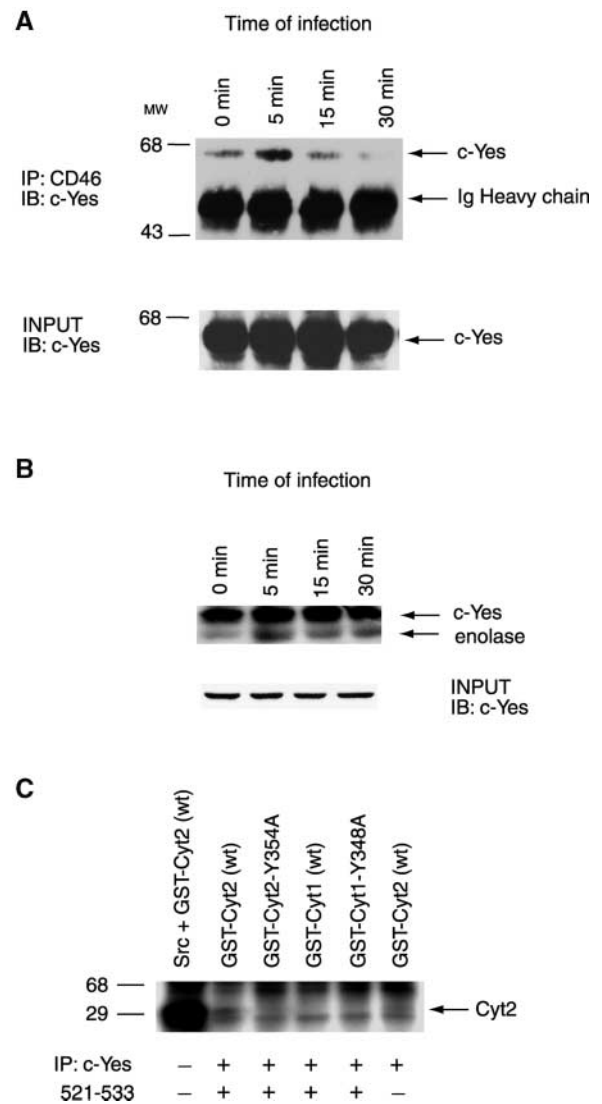 A
Time of infection
0 min
5 min
15 min
30 min
MW
68
c-Yes
IP: CD46
IB: c-Yes
Ig Heavy chain
43
68
INPUT
IB: c-Yes
c-Yes
B
Time of infection
0 min
5 min
15 min
30 min
c-Yes
enolase
INPUT
IB: c-Yes
C
Src + GST-Cyt2 (wt)
GST-Cyt2 (wt)
GST-Cyt2-Y354A
GST-Cyt1 (wt)
GST-Cyt1-Y348A
GST-Cyt2 (wt)
68
29
Cyt2
IP: c-Yes – + + + + +
521-533 – + + + + –